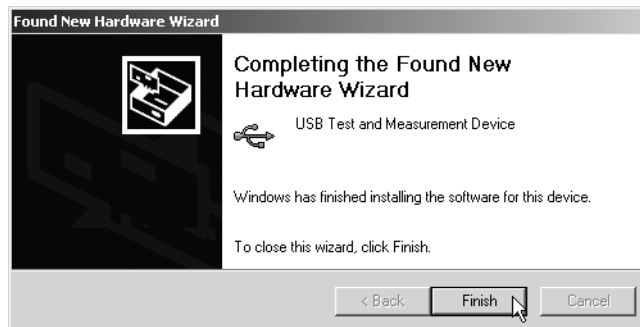 Found New Hardware Wizard
Completing the Found New
Hardware Wizard
USB Test and Measurement Device
Windows has finished installing the software for this device.
To close this wizard, click Finish.
< Back
Finish
Cancel